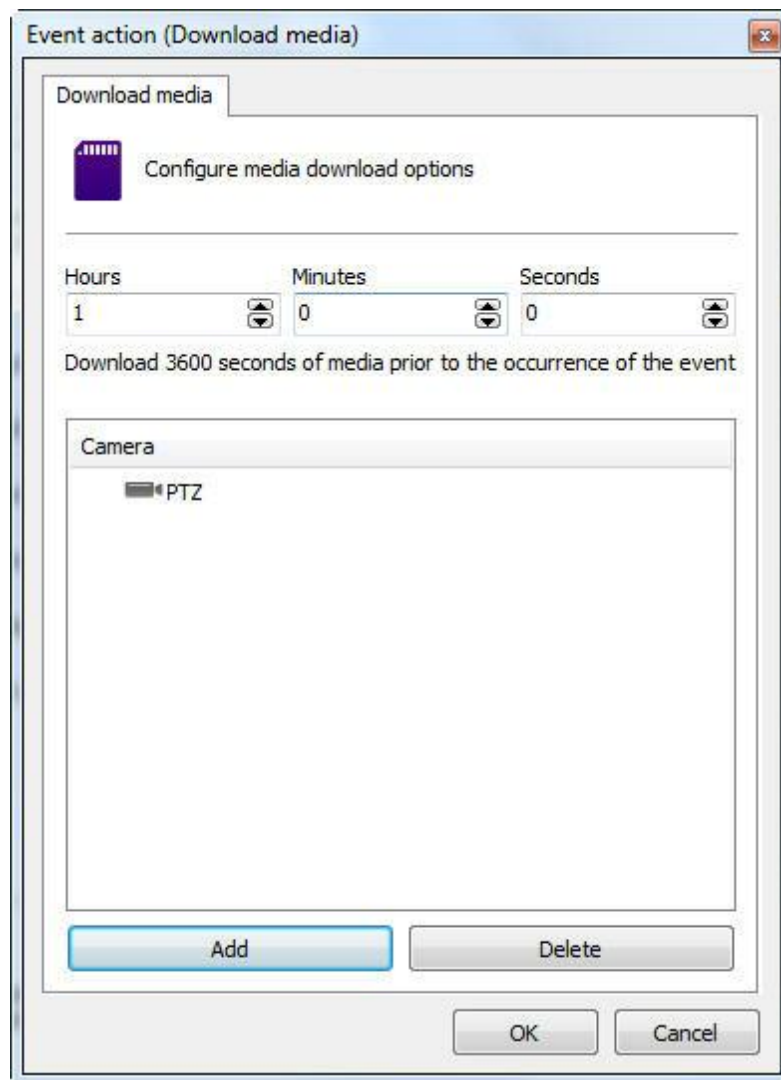 Event action (Download media)
Download media
Configure media download options
Hours Minutes Seconds
1 0 0
Download 3600 seconds of media prior to the occurrence of the event
Camera
PTZ
Add Delete
OK Cancel